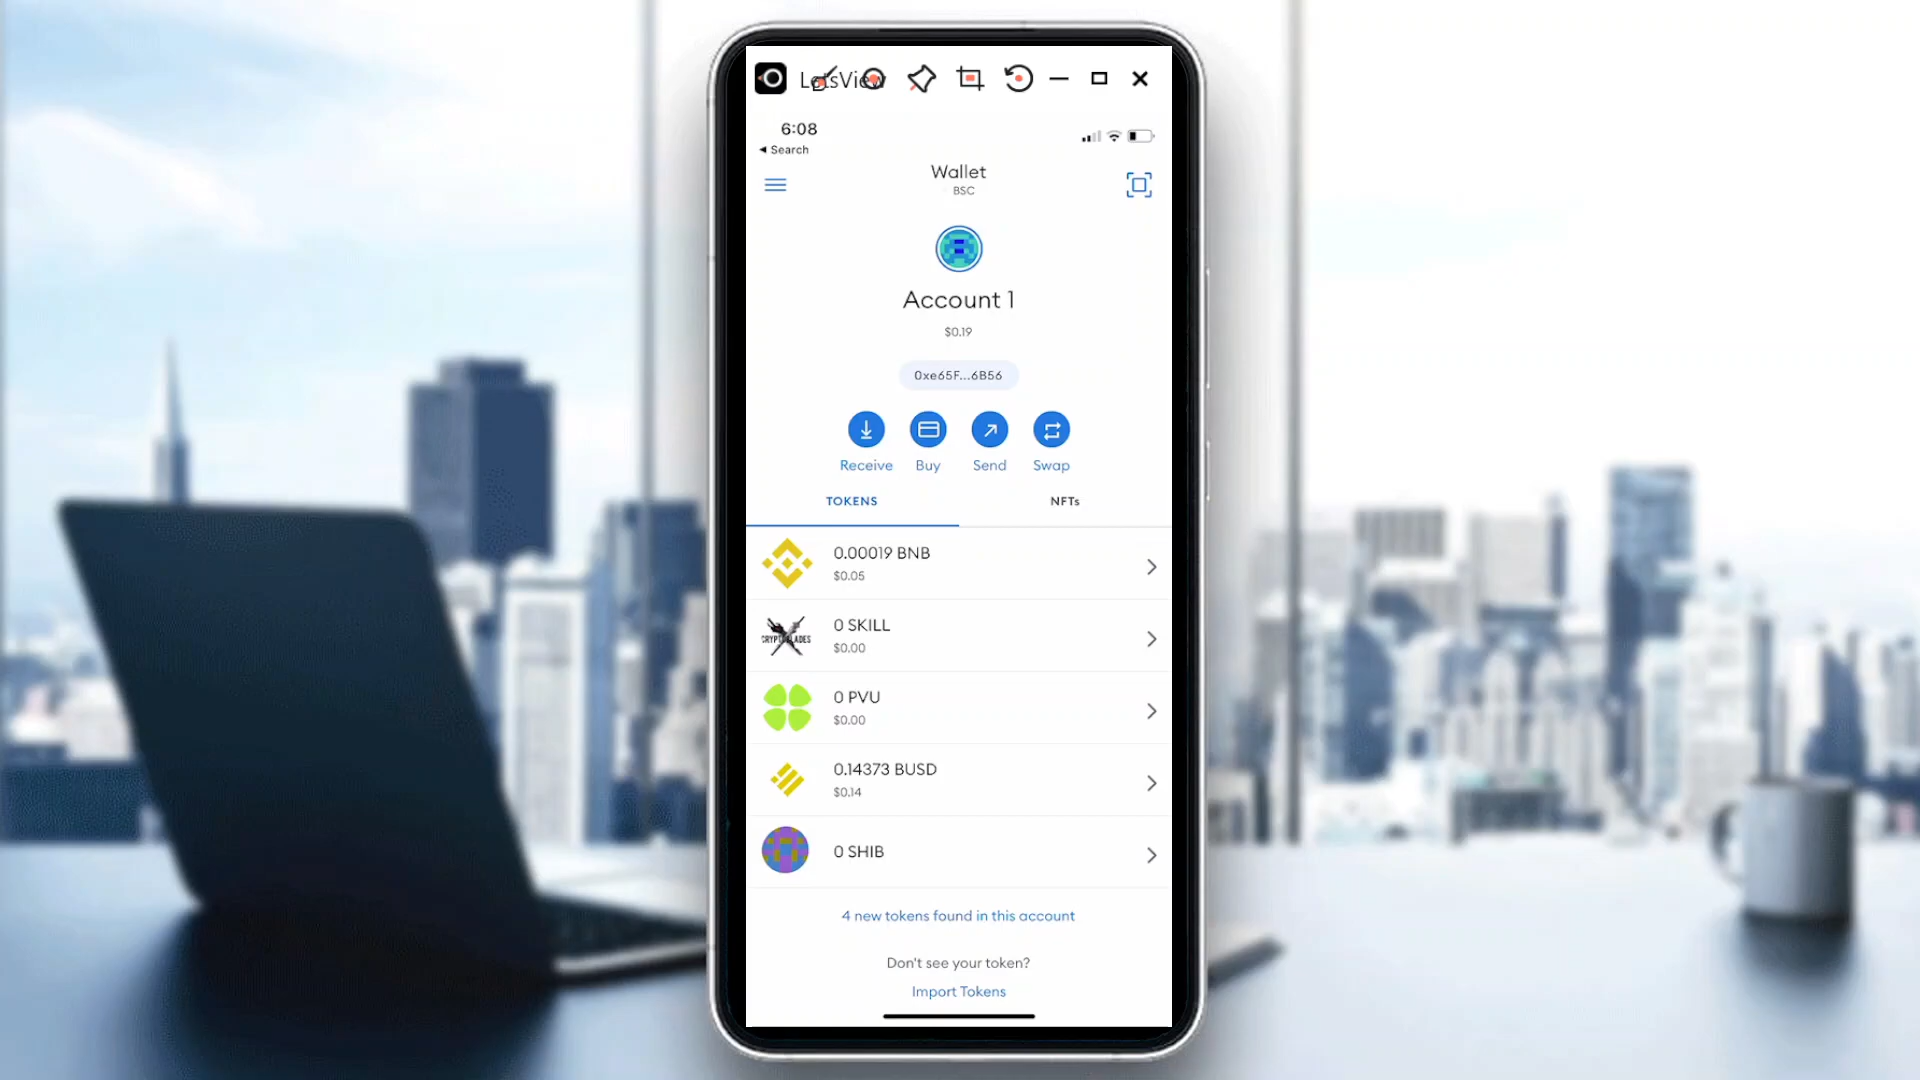 LetsView
6:08
Search
Wallet
BSC
Account 1
$0.19
0xe65F...6B56
Receive
Buy
Send
Swap
TOKENS
NFTs
0.00019 BNB
$0.05
0 SKILL
$0.00
CRYPTOBLADES
0 PVU
$0.00
0.14373 BUSD
$0.14
0 SHIB
4 new tokens found in this account
Don't see your token?
Import Tokens